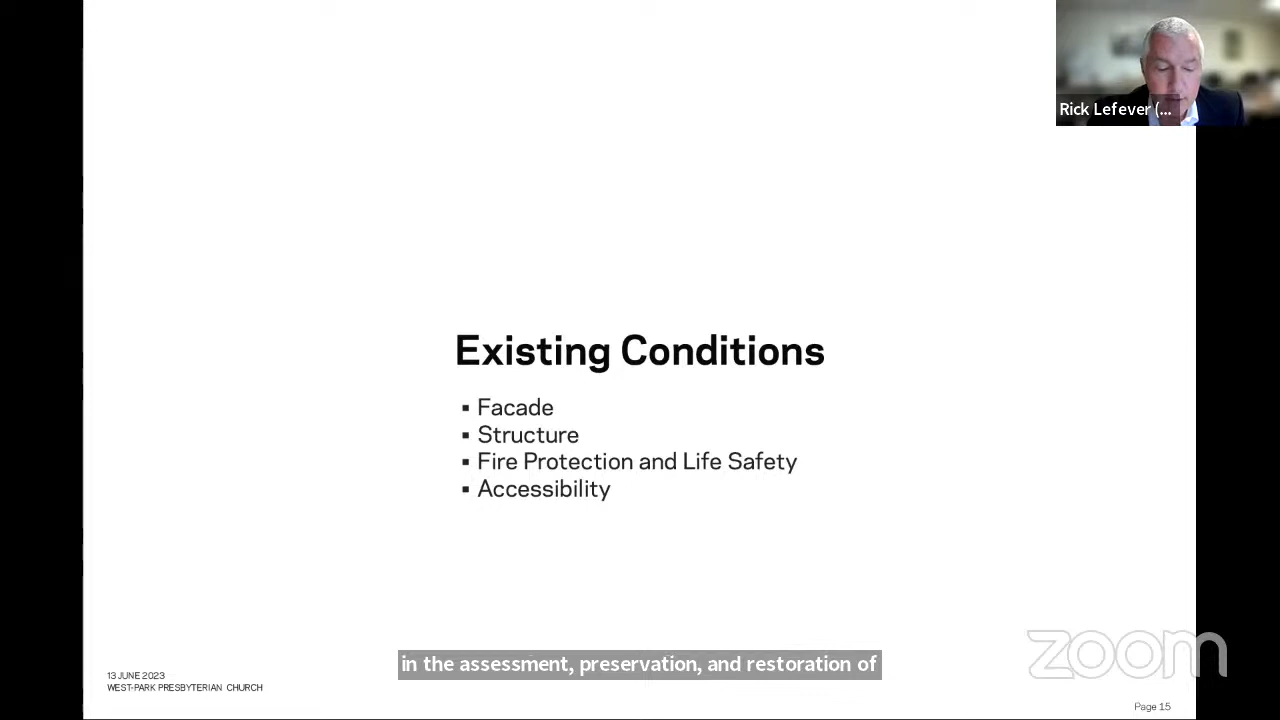 Rick Lefever (...
Existing Conditions
▪ Facade
▪ Structure
▪ Fire Protection and Life Safety
▪ Accessibility
in the assessment, preservation, and restoration of
zoom
13 JUNE 2023
WEST-PARK PRESBYTERIAN CHURCH
Page 15